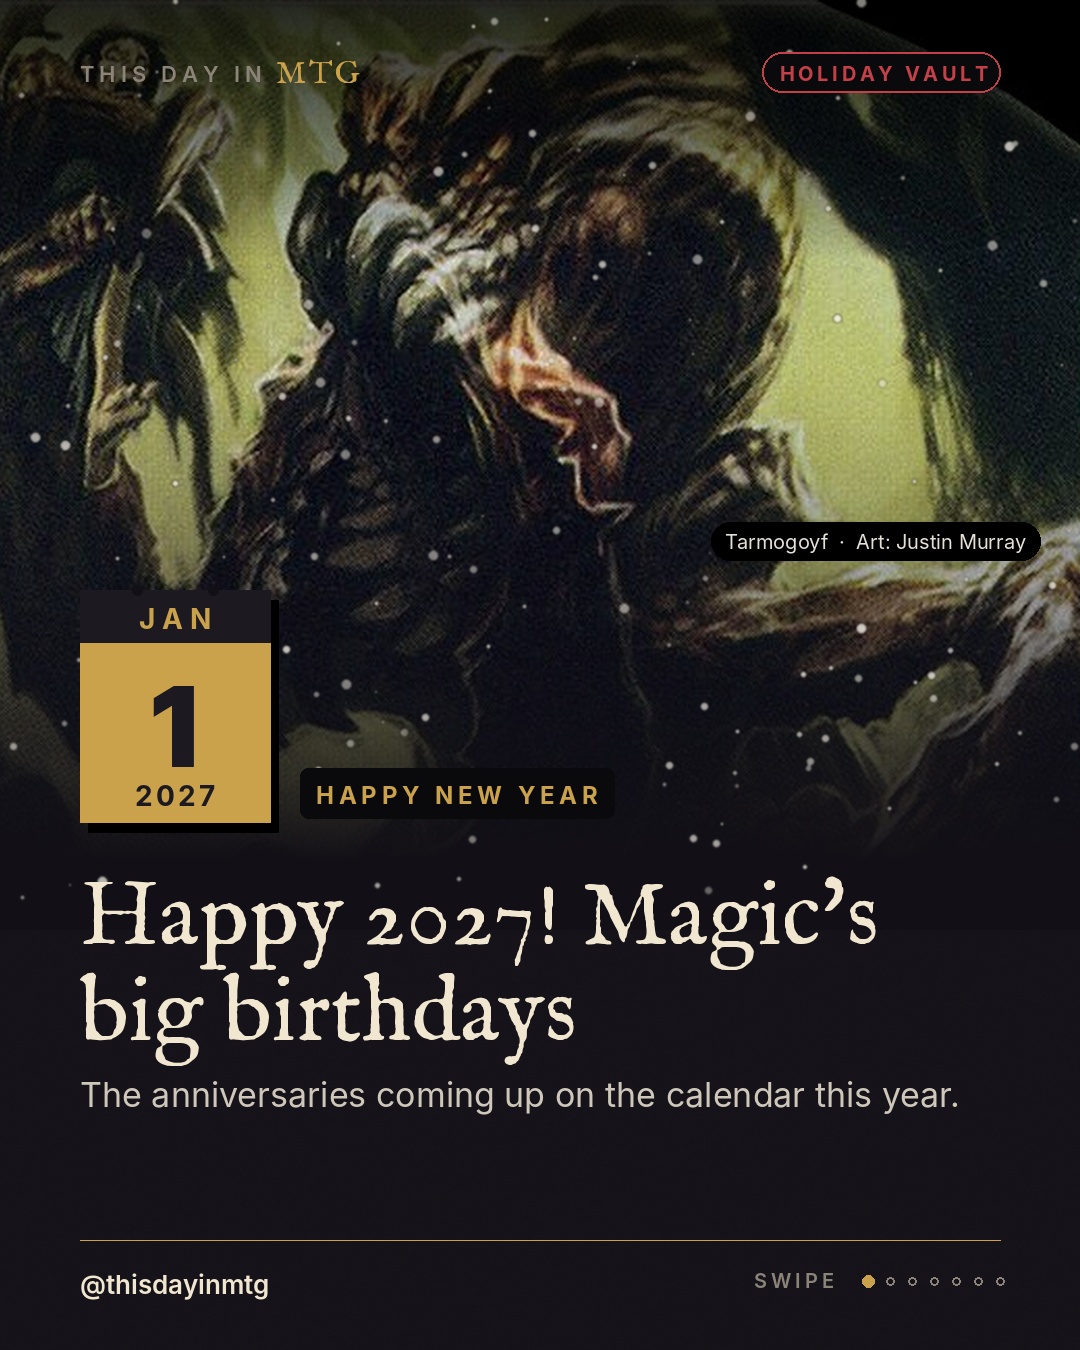 THIS DAY IN MTG
HOLIDAY VAULT
Tarmogoyf · Art: Justin Murray
JAN
1
2027
HAPPY NEW YEAR
Happy 2027! Magic’s
big birthdays
The anniversaries coming up on the calendar this year.
@thisdayinmtg
SWIPE